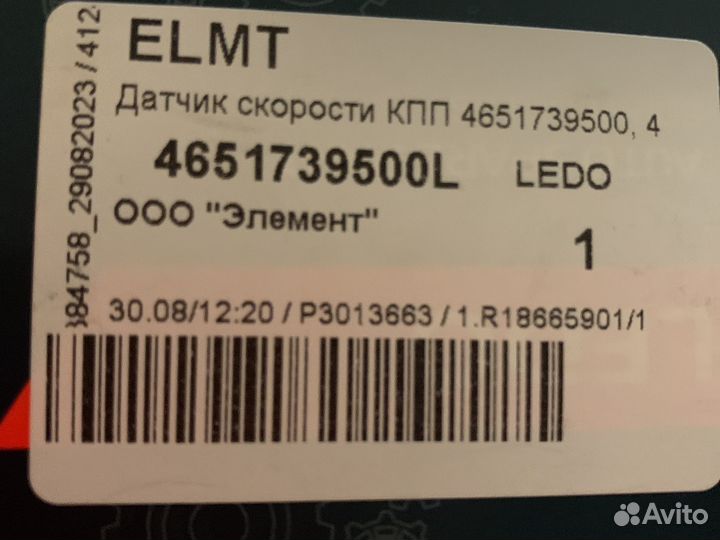 ELMT
Датчик скорости КПП 4651739500, 4
4651739500L LEDO
ООО "Элемент"
1
30.08/12:20 / P3013663 / 1.R18665901/1
84758_29082023 / 412
Avito